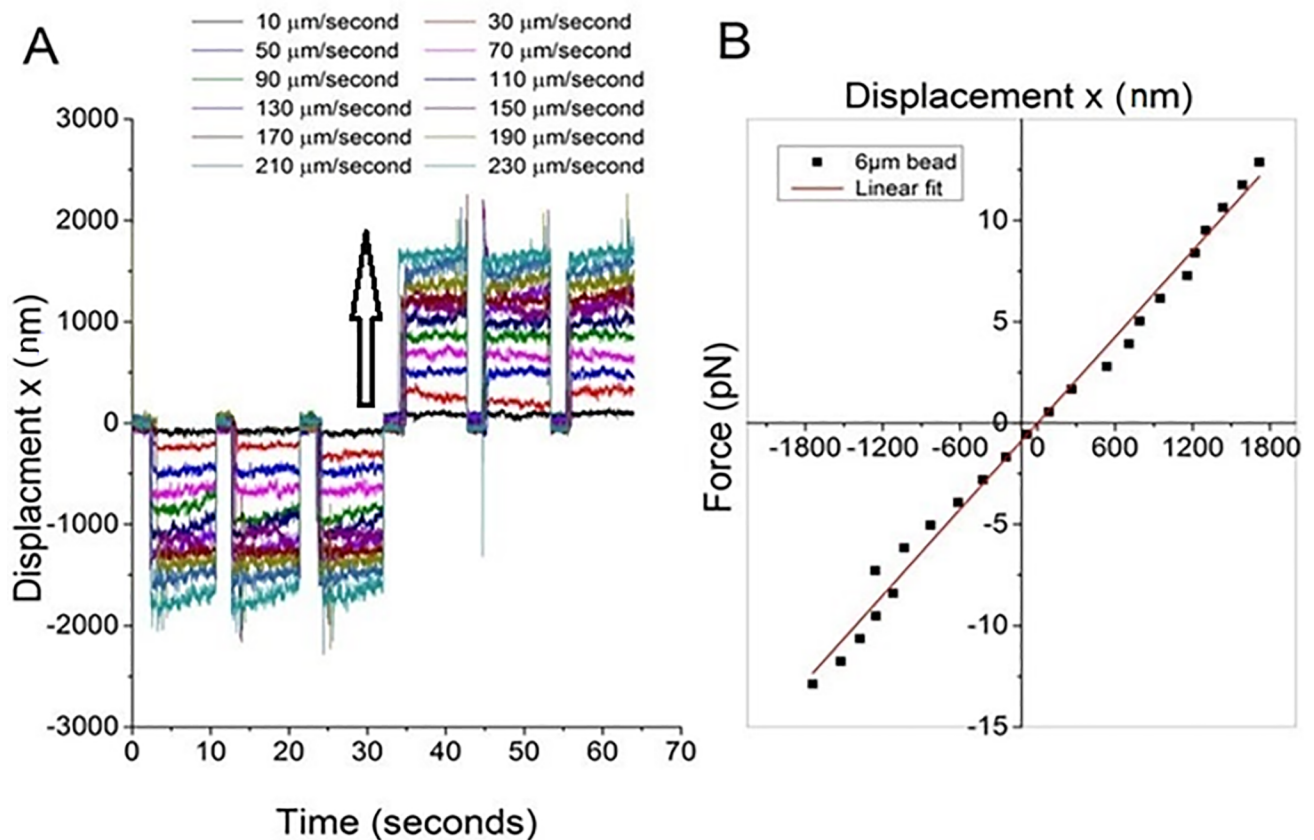 A
10 μm/second 30 μm/second
50 μm/second 70 μm/second
90 μm/second 110 μm/second
130 μm/second 150 μm/second
170 μm/second 190 μm/second
210 μm/second 230 μm/second
Displacment x (nm)
3000
2000
1000
0
-1000
-2000
-3000
0 10 20 30 40 50 60 70
Time (seconds)
B
Displacement x (nm)
6μm bead
Linear fit
Force (pN)
10
5
0
-5
-10
-15
-1800 -1200 -600 0 600 1200 1800